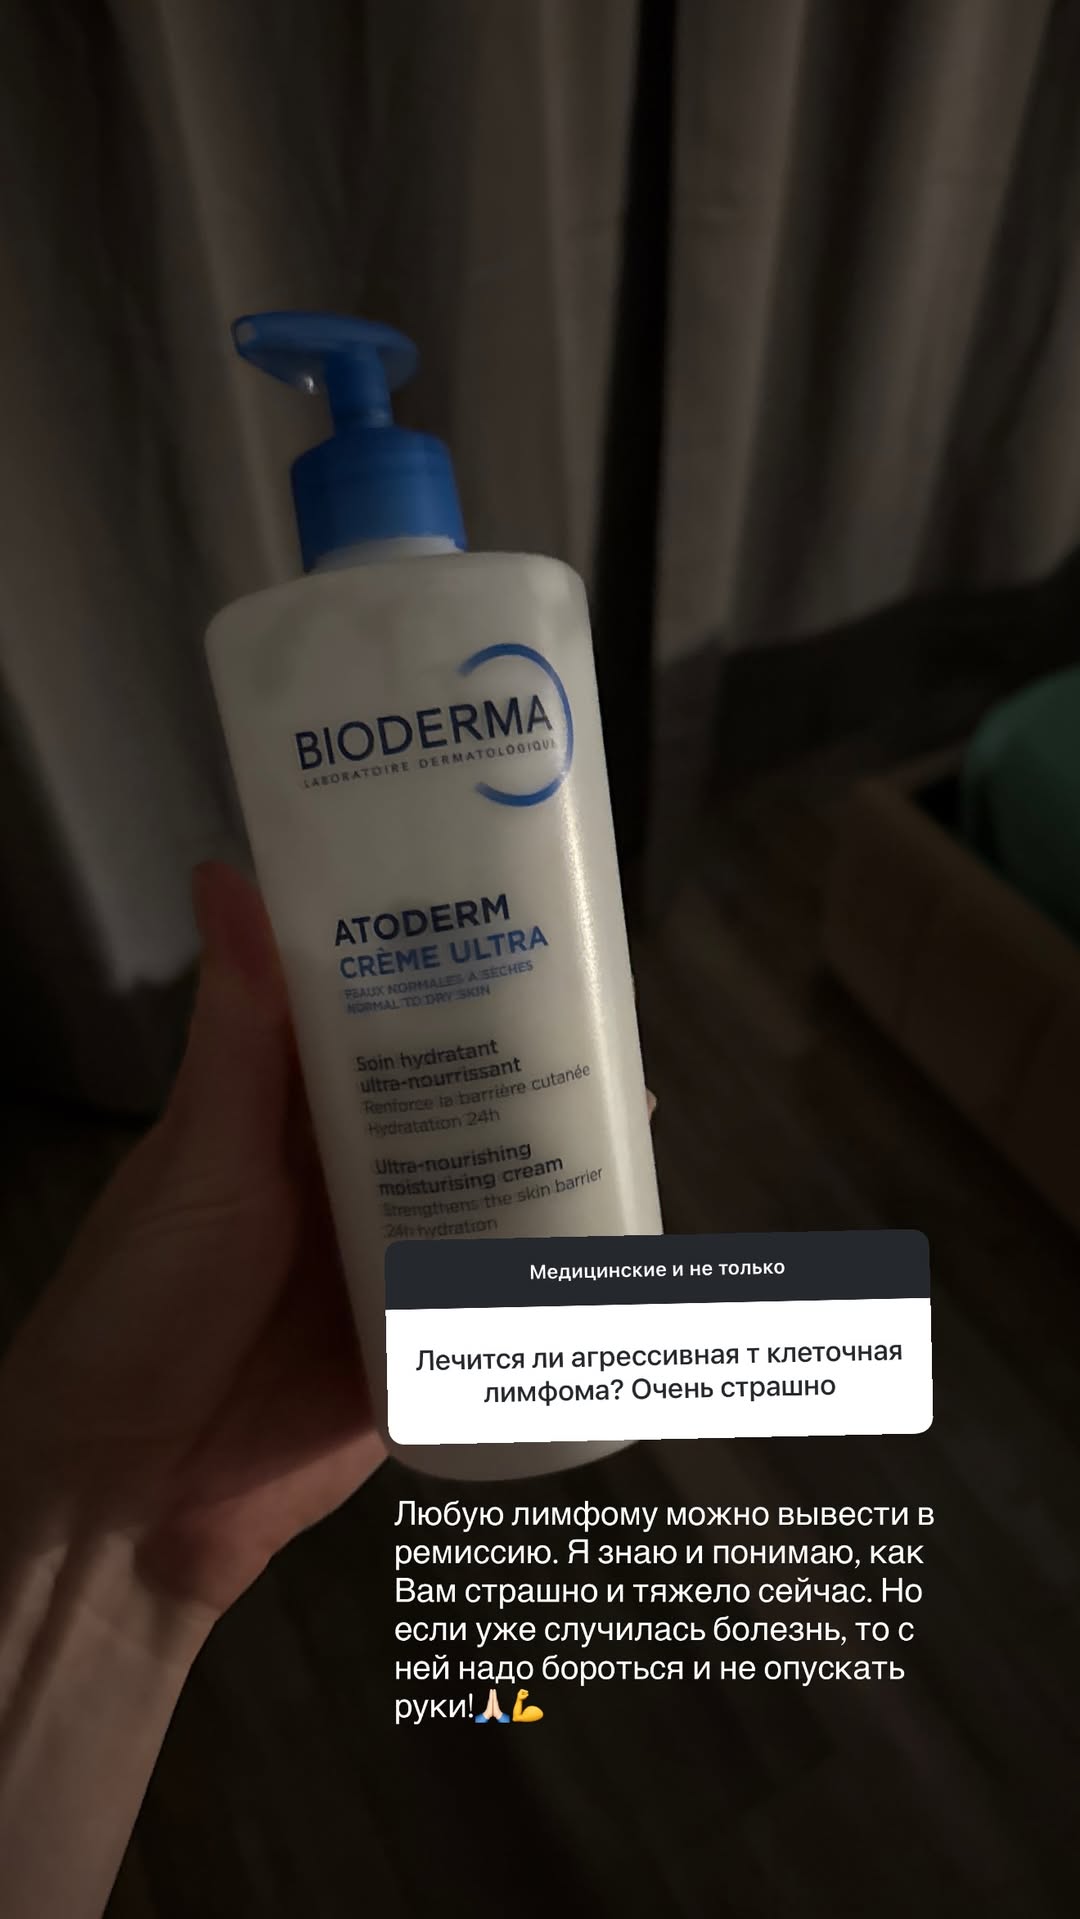 BIODERMA
LABORATOIRE DERMATOLOGIQUE
ATODERM
CRÈME ULTRA
PEAUX NORMALES À SÈCHES
NORMAL TO DRY SKIN
Soin hydratant
ultra-nourrissant
Renforce la barrière cutanée
Hydratation 24h
Ultra-nourishing
moisturising cream
Strengthens the skin barrier
24h hydration
Медицинские и не только
Лечится ли агрессивная т клеточная
лимфома? Очень страшно
Любую лимфому можно вывести в
ремиссию. Я знаю и понимаю, как
Вам страшно и тяжело сейчас. Но
если уже случилась болезнь, то с
ней надо бороться и не опускать
руки!🙏🏻💪